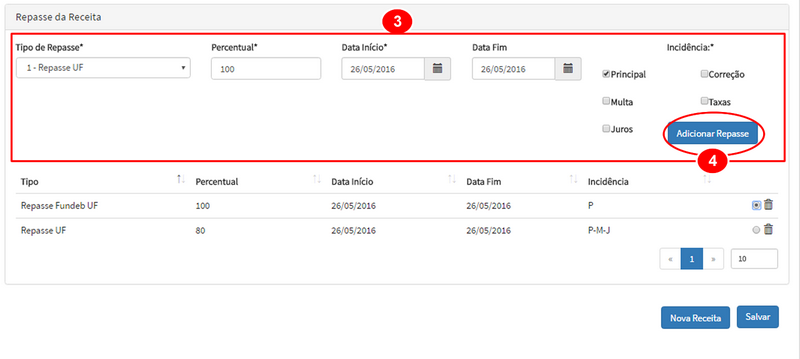 Repasse da Receita
3
Tipo de Repasse* Percentual* Data Início* Data Fim Incidência:*
1 - Repasse UF 100 26/05/2016 26/05/2016
Principal Correção
Multa Taxas
Juros Adicionar Repasse
4
Tipo Percentual Data Início Data Fim Incidência
Repasse Fundeb UF 100 26/05/2016 26/05/2016 P
Repasse UF 80 26/05/2016 26/05/2016 P-M-J
« 1 » 10
Nova Receita Salvar